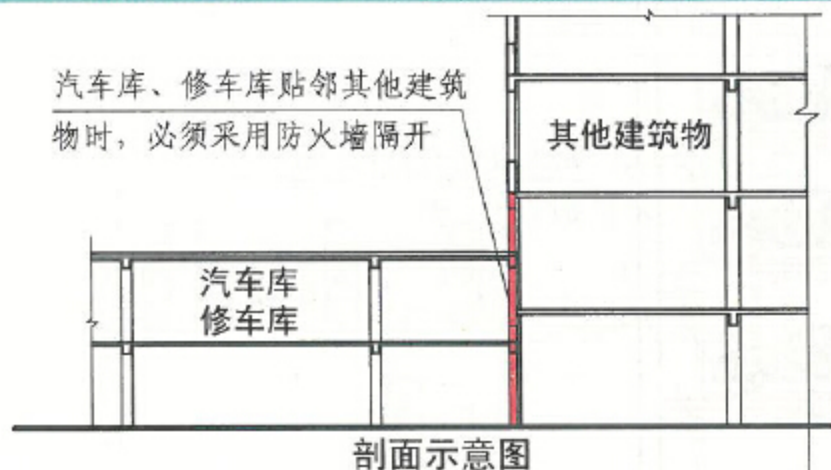 汽车库、修车库贴邻其他建筑
物时，必须采用防火墙隔开
其他建筑物
汽车库
修车库
剖面示意图